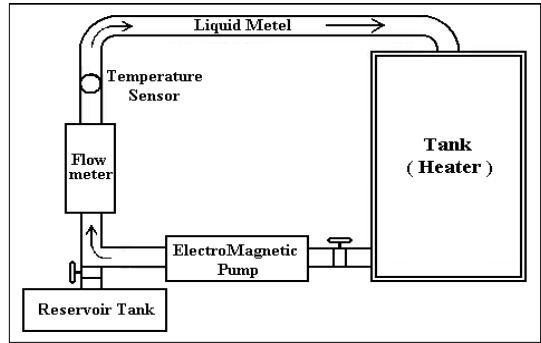 Liquid Metel
Temperature
Sensor
Tank
( Heater )
Flow
meter
ElectroMagnetic
Pump
Reservoir Tank